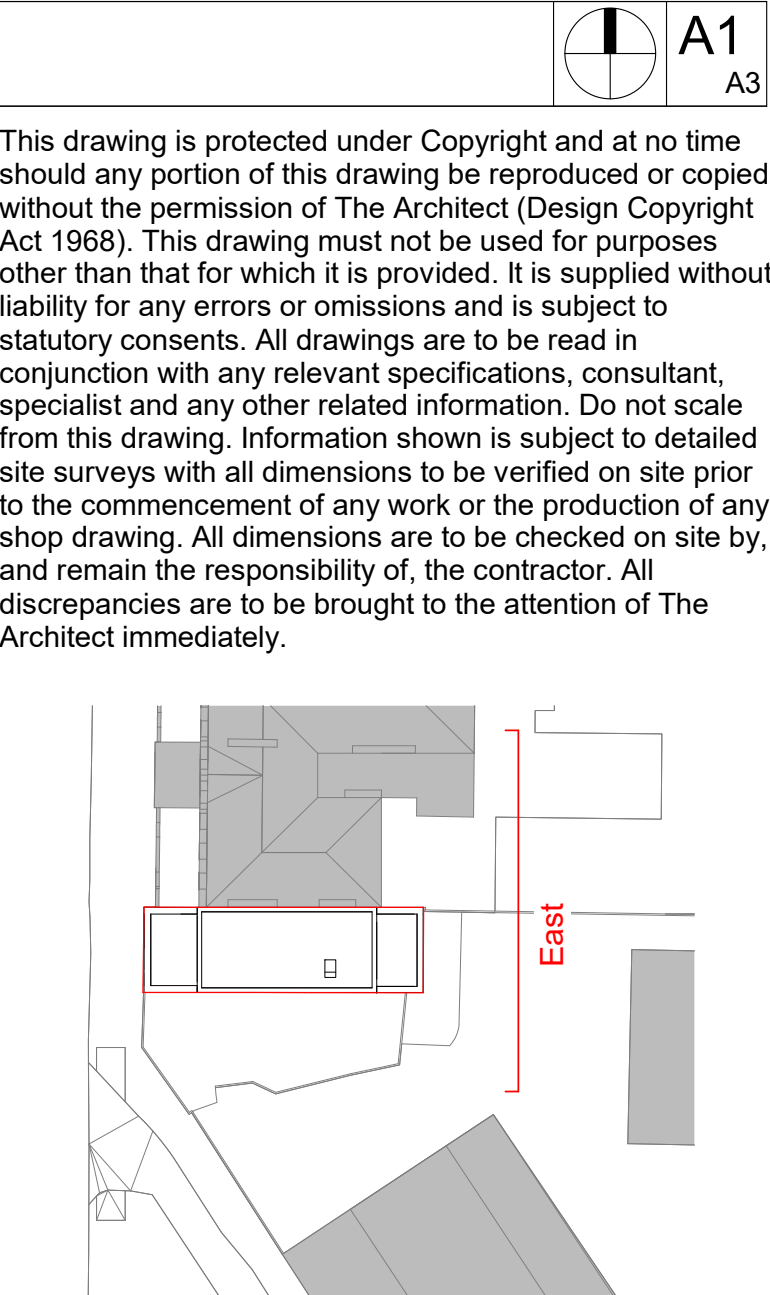 A1
A3
This drawing is protected under Copyright and at no time
should any portion of this drawing be reproduced or copied
without the permission of The Architect (Design Copyright
Act 1968). This drawing must not be used for purposes
other than that for which it is provided. It is supplied without
liability for any errors or omissions and is subject to
statutory consents. All drawings are to be read in
conjunction with any relevant specifications, consultant,
specialist and any other related information. Do not scale
from this drawing. Information shown is subject to detailed
site surveys with all dimensions to be verified on site prior
to the commencement of any work or the production of any
shop drawing. All dimensions are to be checked on site by,
and remain the responsibility of, the contractor. All
discrepancies are to be brought to the attention of The
Architect immediately.
East